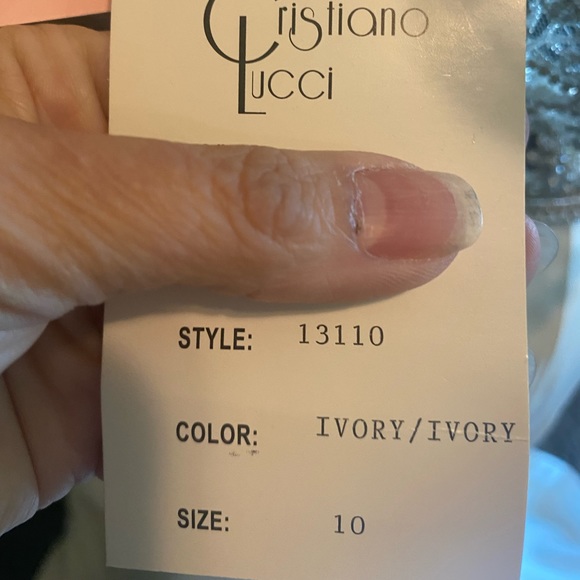 Cristiano
Lucci
STYLE: 13110
COLOR: IVORY/IVORY
SIZE: 10